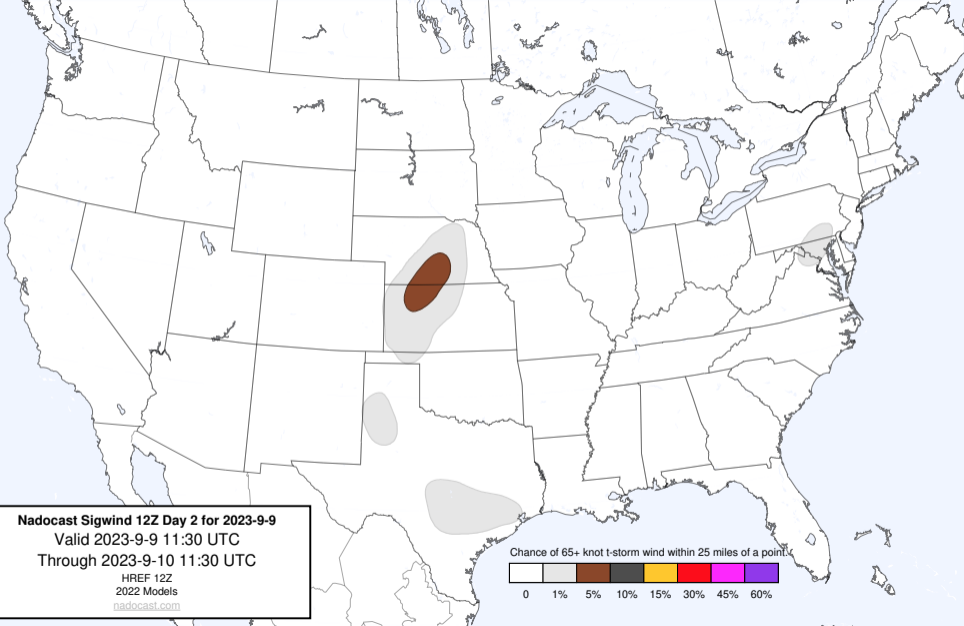 Nadocast Sigwind 12Z Day 2 for 2023-9-9
Valid 2023-9-9 11:30 UTC
Through 2023-9-10 11:30 UTC
HREF 12Z
2022 Models
nadocast.com
Chance of 65+ knot t-storm wind within 25 miles of a point.
0 1% 5% 10% 15% 30% 45% 60%